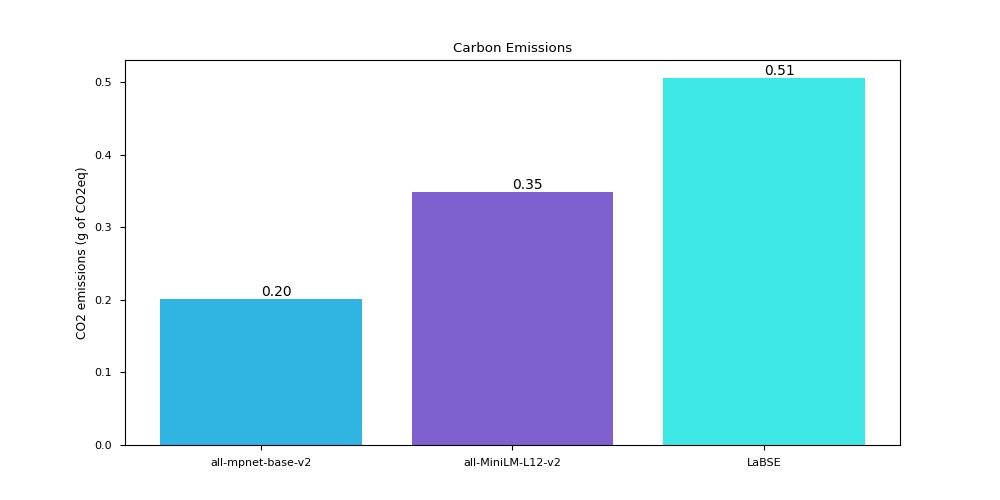 Carbon Emissions
0.51
0.5
0.4
0.35
0.3
0.20
0.2
0.1
0.0
CO2 emissions (g of CO2eq)
all-mpnet-base-v2
all-MiniLM-L12-v2
LaBSE